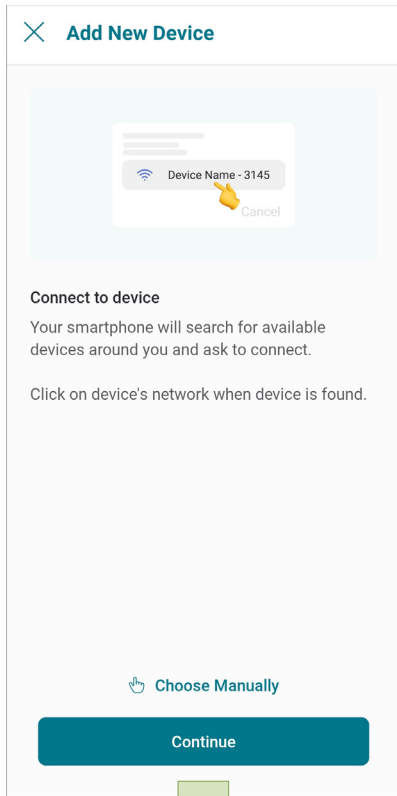 Add New Device
Device Name - 3145
Cancel
Connect to device
Your smartphone will search for available
devices around you and ask to connect.
Click on device's network when device is found.
Choose Manually
Continue